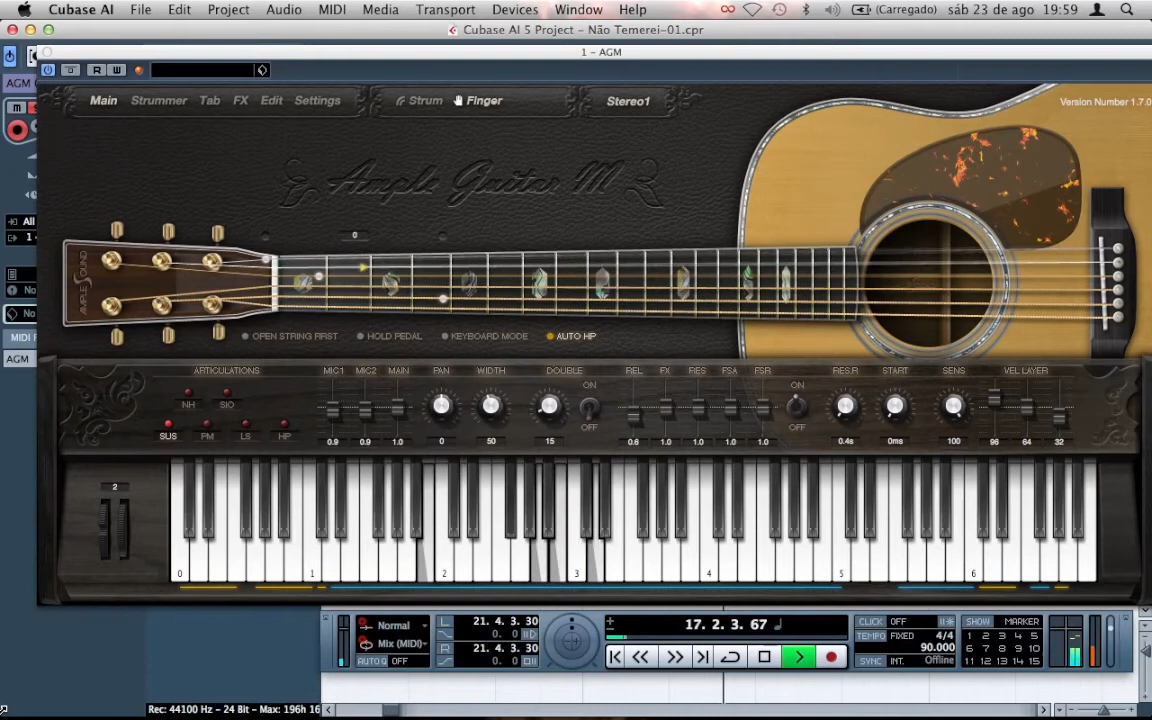 Cubase AI File Edit Project Audio MIDI Media Transport Devices Window Help (Carregado) sáb 23 de ago 19:59
Cubase AI 5 Project - Não Temerei-01.cpr
1 - AGM
R W
AGM
Main Strummer Tab FX Edit Settings Strum Finger Stereo1
Version Number 1.7.0
m
Ample Guitar M
All
1
0
AMPLE SOUND
No
No
OPEN STRING FIRST HOLD PEDAL KEYBOARD MODE AUTO HP
MIDI
AGM
ARTICULATIONS MIC1 MIC2 MAIN PAN WIDTH DOUBLE REL FX RES FSA FSR RES.R START SENS VEL LAYER
ON ON
NH SIO
OFF OFF
SUS PM LS HP
0.9 0.9 1.0 0 50 15 0.6 1.0 1.0 1.0 1.0 0.4s 0ms 100 96 64 32
2
0 1 2 3 4 5 6
Normal L 21. 4. 3. 30 17. 2. 3. 67 CLICK OFF SHOW MARKER
0. 0 TEMPO FIXED 4/4 1 2 3 4 5
Mix (MIDI) R 21. 4. 3. 30 90.000 6 7 8 9 10
AUTO Q OFF 0. 0 SYNC INT. Offline 11 12 13 14 15
Rec: 44100 Hz - 24 Bit - Max: 196h 16